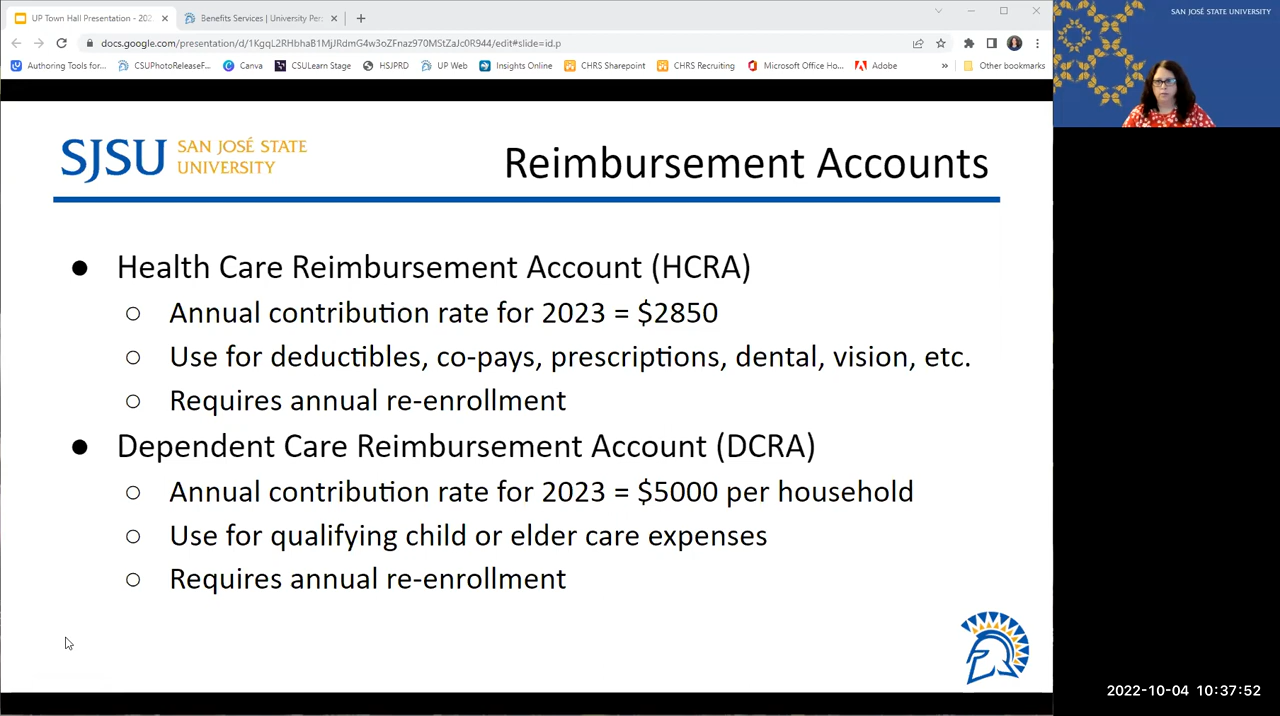 UP Town Hall Presentation - 202
Benefits Services | University Per
docs.google.com/presentation/d/1KgqL2RHbhaBtMjJRdmG4w3oZFnaz970MStZaJc0R944/edit#slide=id.p
Authoring Tools for...
CSUPhotoReleaseF...
Canva
CSULearn Stage
HSJPRD
UP Web
Insights Online
CHRS Sharepoint
CHRS Recruiting
Microsoft Office Ho...
Adobe
»
Other bookmarks
SAN JOSÉ STATE UNIVERSITY
SJSU SAN JOSÉ STATE
UNIVERSITY
Reimbursement Accounts
● Health Care Reimbursement Account (HCRA)
○ Annual contribution rate for 2023 = $2850
○ Use for deductibles, co-pays, prescriptions, dental, vision, etc.
○ Requires annual re-enrollment
● Dependent Care Reimbursement Account (DCRA)
○ Annual contribution rate for 2023 = $5000 per household
○ Use for qualifying child or elder care expenses
○ Requires annual re-enrollment
2022-10-04 10:37:52